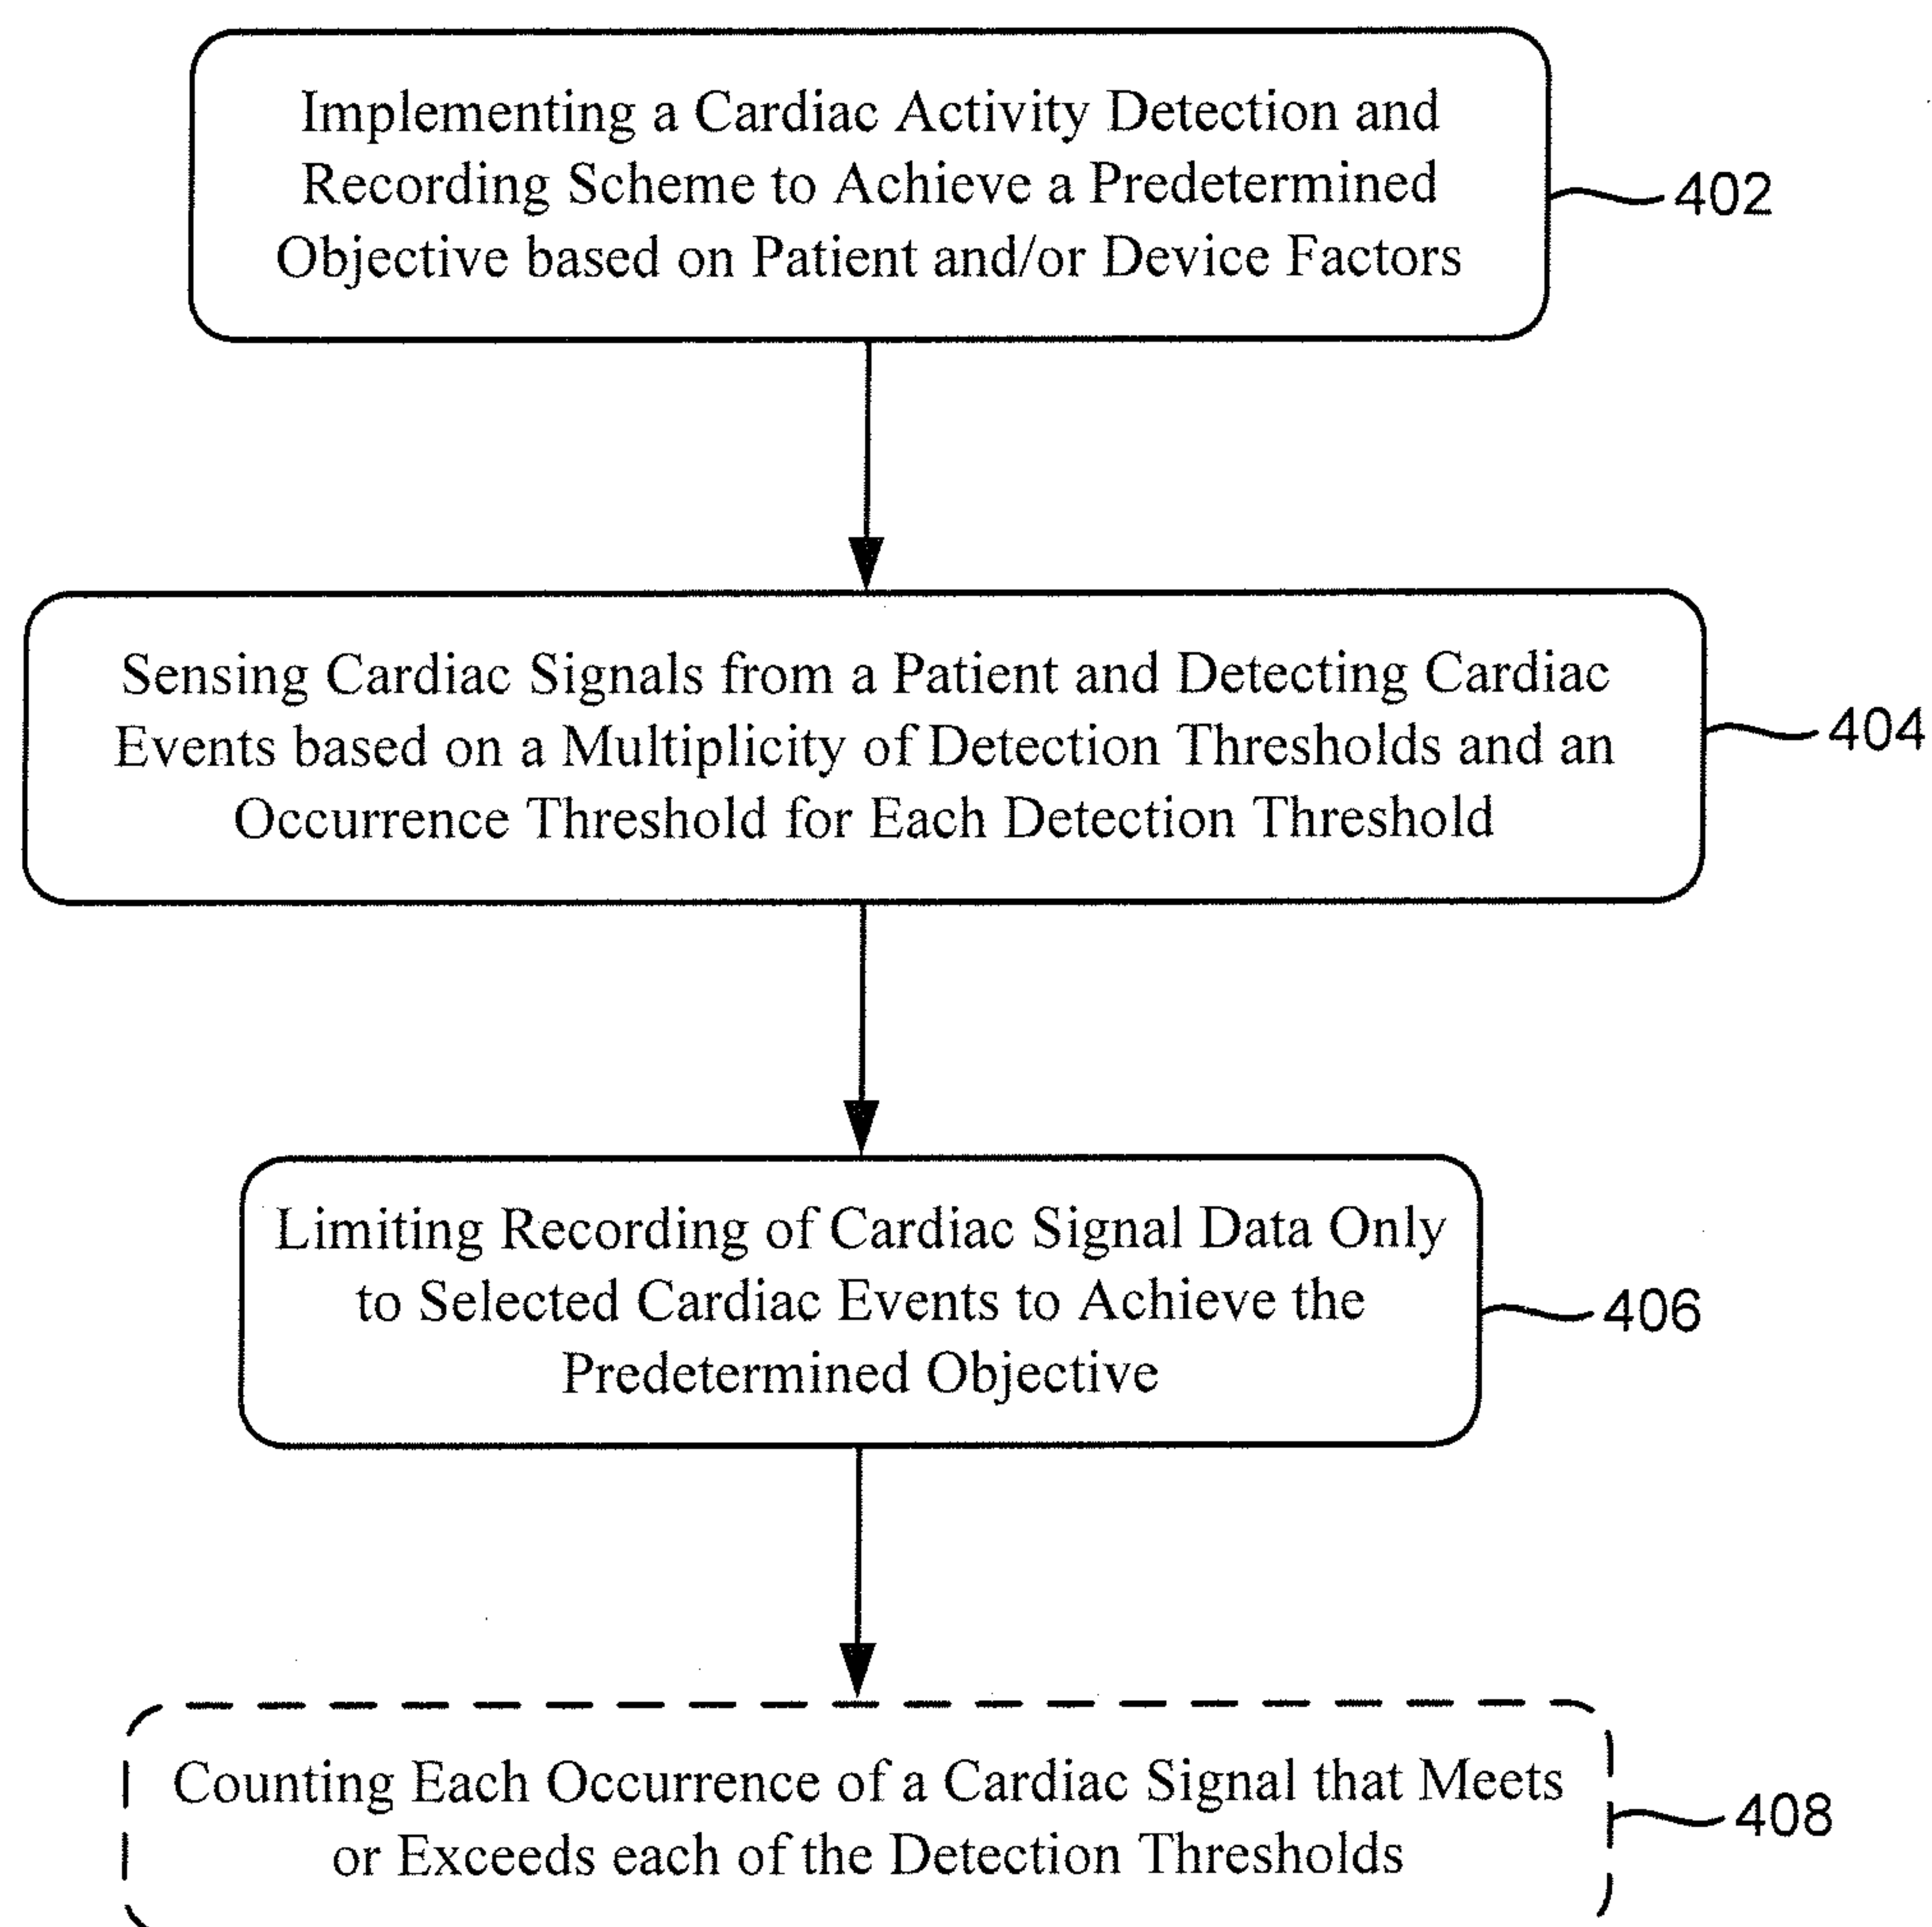 Implementing a Cardiac Activity Detection and
Recording Scheme to Achieve a Predetermined
Objective based on Patient and/or Device Factors
402
Sensing Cardiac Signals from a Patient and Detecting Cardiac
Events based on a Multiplicity of Detection Thresholds and an
Occurrence Threshold for Each Detection Threshold
404
Limiting Recording of Cardiac Signal Data Only
to Selected Cardiac Events to Achieve the
Predetermined Objective
406
Counting Each Occurrence of a Cardiac Signal that Meets
or Exceeds each of the Detection Thresholds
408